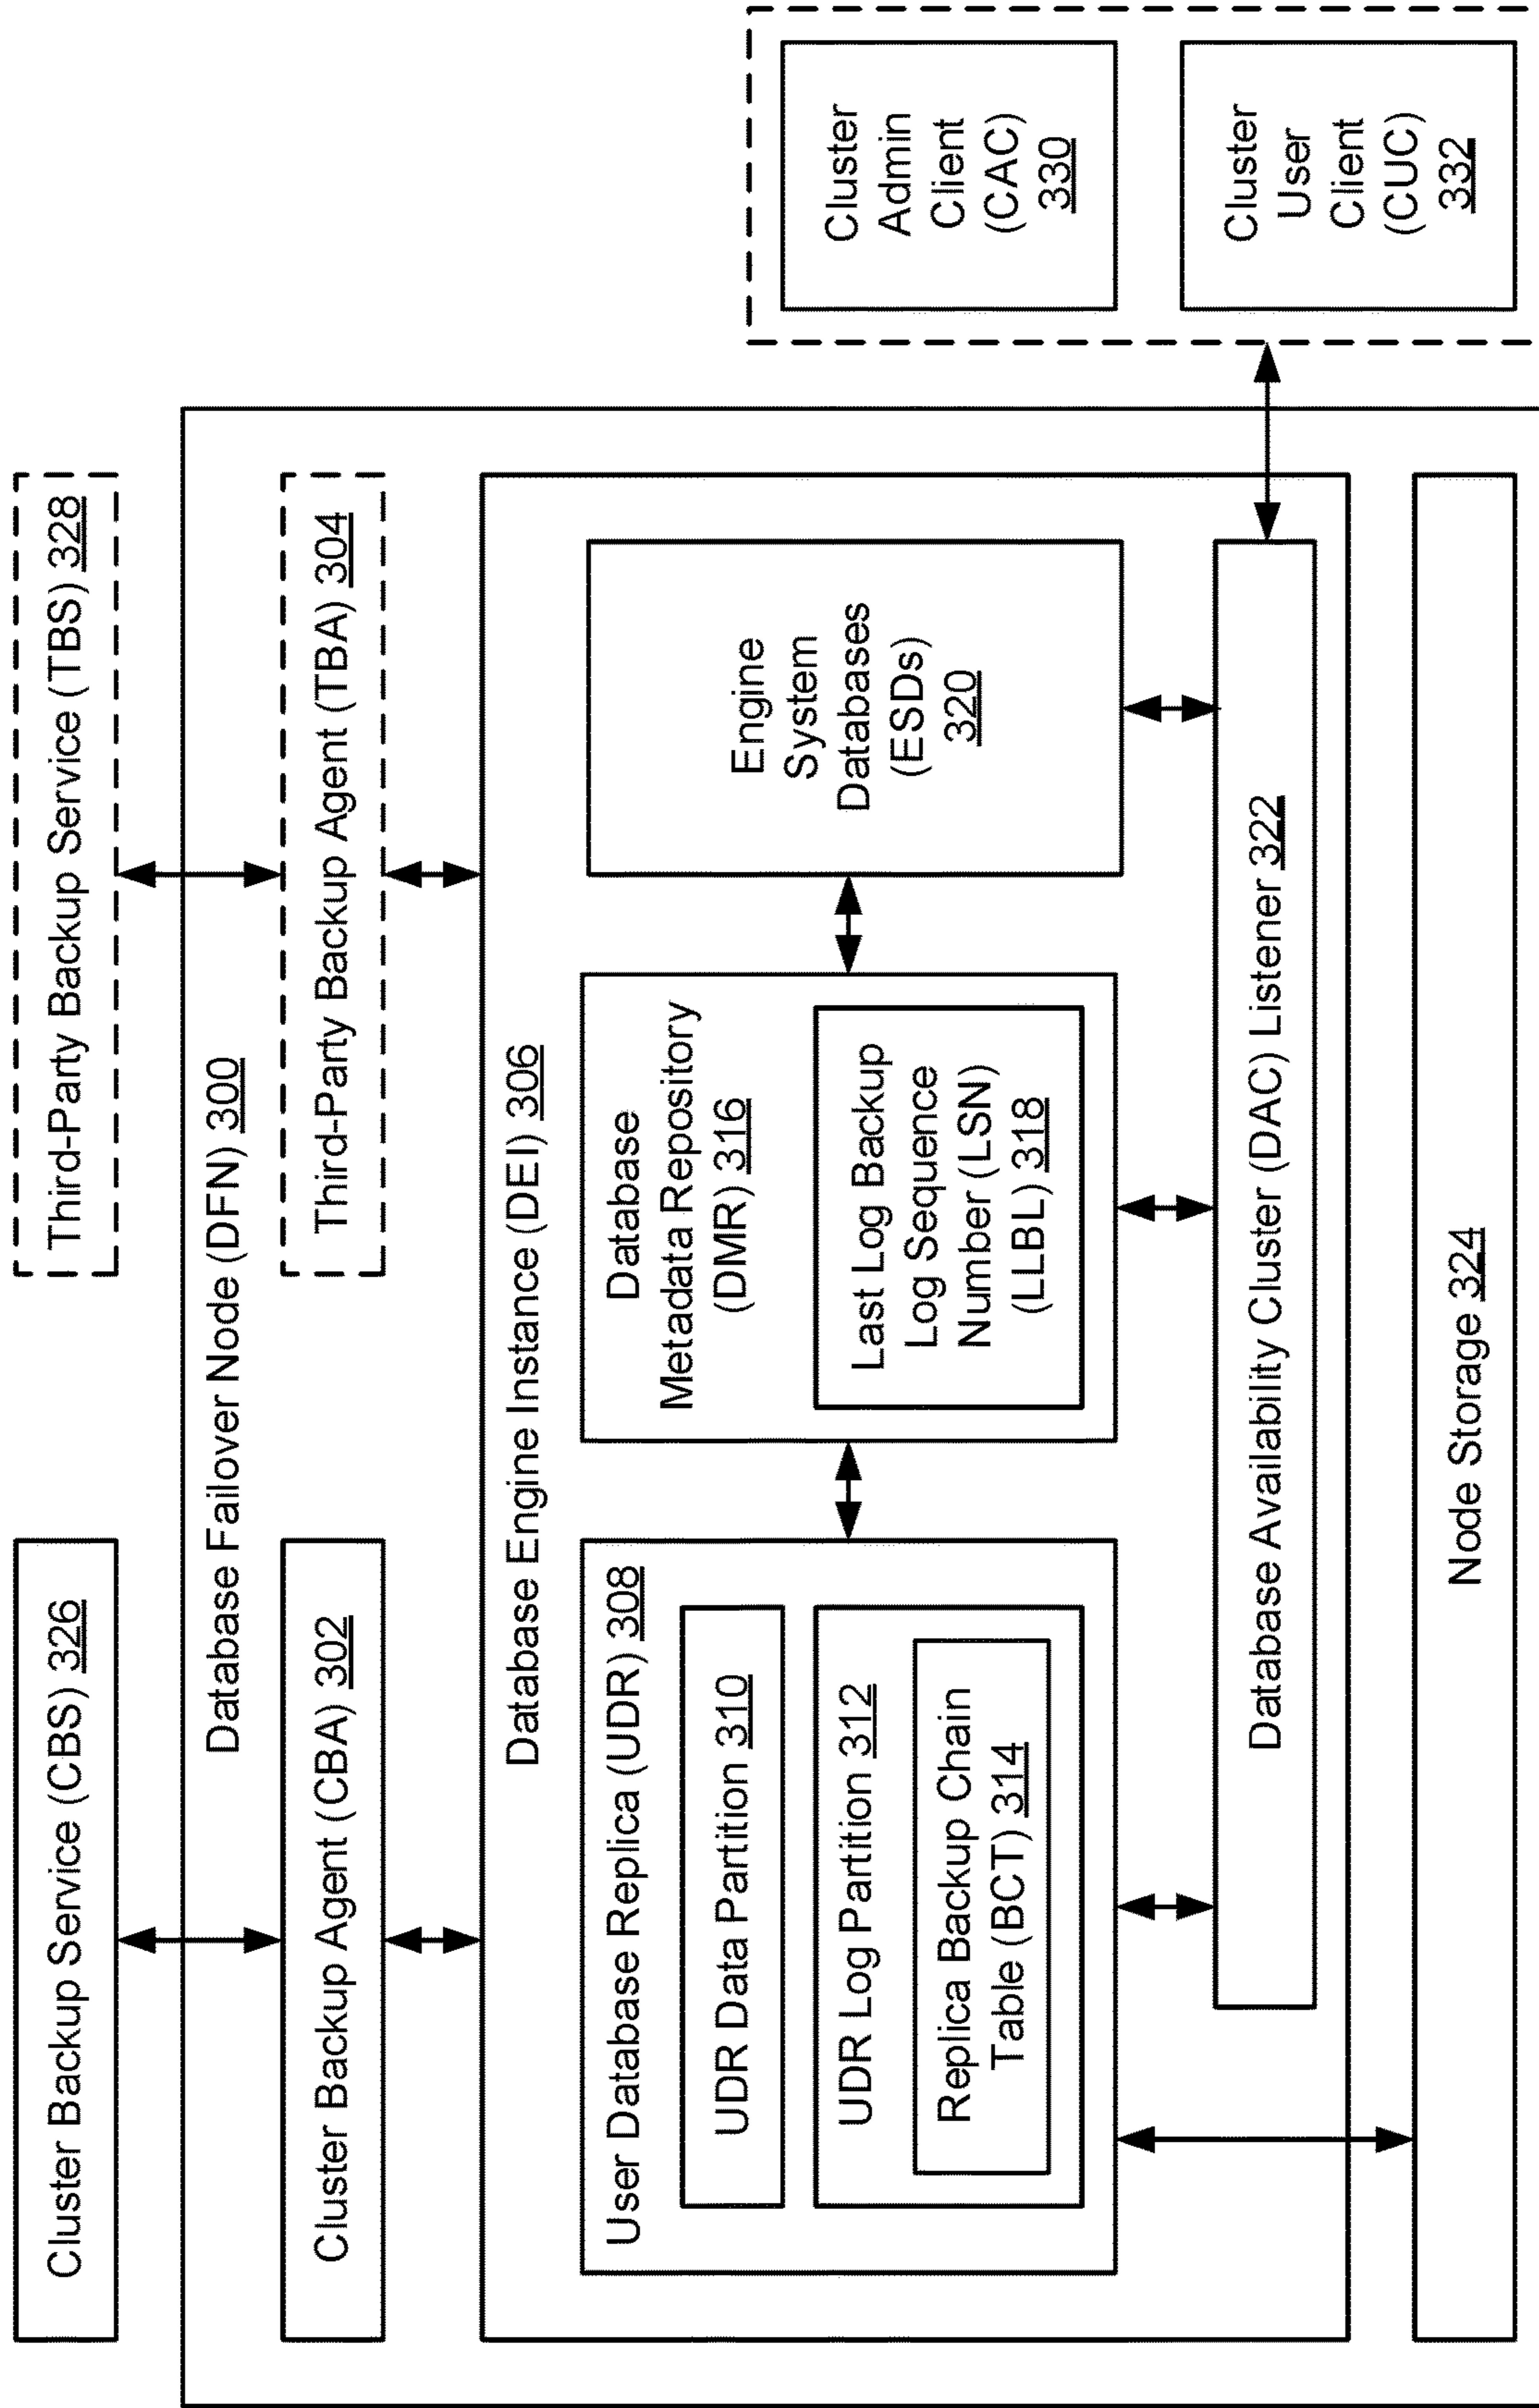 Cluster Backup Service (CBS) 326
Third-Party Backup Service (TBS) 328
Database Failover Node (DFN) 300
Cluster Backup Agent (CBA) 302
Third-Party Backup Agent (TBA) 304
Database Engine Instance (DEI) 306
User Database Replica (UDR) 308
UDR Data Partition 310
UDR Log Partition 312
Replica Backup Chain
Table (BCT) 314
Database
Metadata Repository
(DMR) 316
Last Log Backup
Log Sequence
Number (LSN)
(LLBL) 318
Engine
System
Databases
(ESDs)
320
Database Availability Cluster (DAC) Listener 322
Node Storage 324
Cluster
Admin
Client
(CAC)
330
Cluster
User
Client
(CUC)
332